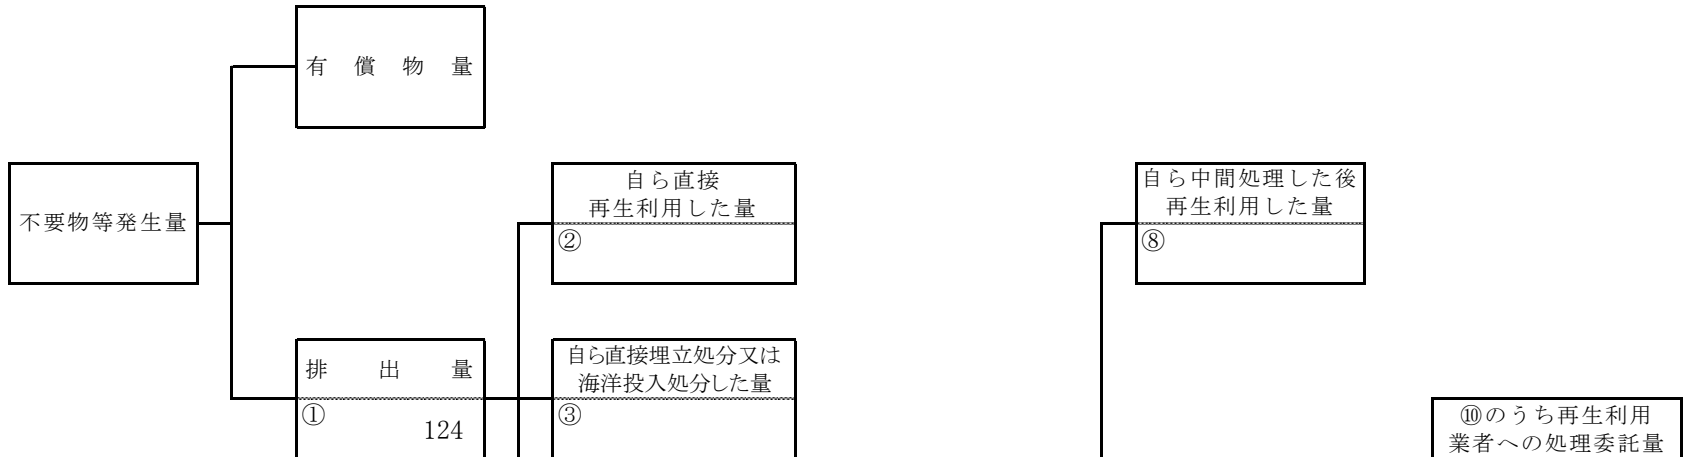 有償物量
自ら直接
再生利用した量
②
自ら中間処理した後
再生利用した量
⑧
不要物等発生量
排出量
①
124
自ら直接埋立処分又は
海洋投入処分した量
③
⑩のうち再生利用
業者への処理委託量